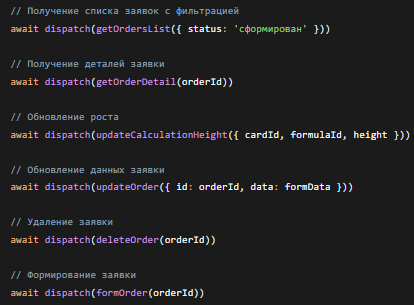 // Получение списка заявок с фильтрацией
await dispatch(getOrdersList({ status: 'сформирован' }))
// Получение деталей заявки
await dispatch(getOrderDetail(orderId))
// Обновление роста
await dispatch(updateCalculationHeight({ cardId, formulaId, height }))
// Обновление данных заявки
await dispatch(updateOrder({ id: orderId, data: formData }))
// Удаление заявки
await dispatch(deleteOrder(orderId))
// Формирование заявки
await dispatch(formOrder(orderId))